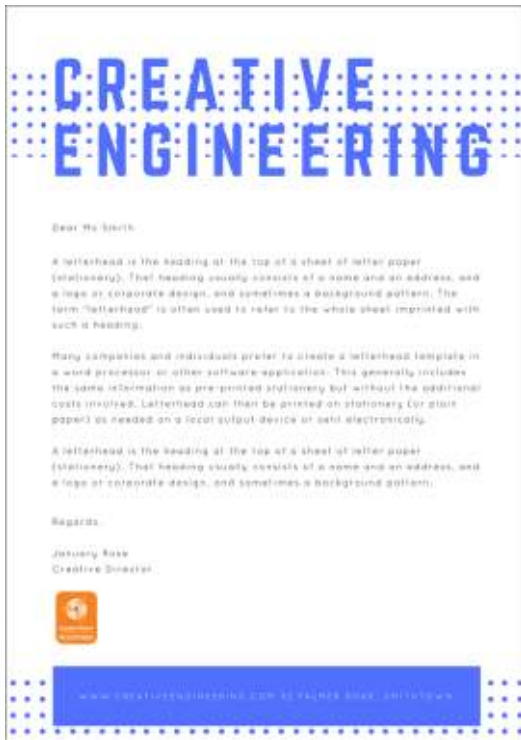 CREATIVE
ENGINEERING
Dear Ms Smith
A letterhead is the heading at the top of a sheet of letter paper
(stationery). That heading usually consists of a name and an address, and
a logo or corporate design, and sometimes a background pattern. The
term "letterhead" is often used to refer to the whole sheet imprinted with
such a heading.
Many companies and individuals prefer to create a letterhead template in
a word processor or other software application. This generally includes
the same information as pre-printed stationery but without the additional
costs involved. Letterhead can then be printed on stationery (or plain
paper) as needed on a local output device or sent electronically.
A letterhead is the heading at the top of a sheet of letter paper
(stationery). That heading usually consists of a name and an address, and
a logo or corporate design, and sometimes a background pattern.
Regards,
January Rose
Creative Director
WWW.CREATIVEENGINEERING.COM PALMER SMITHTOWN